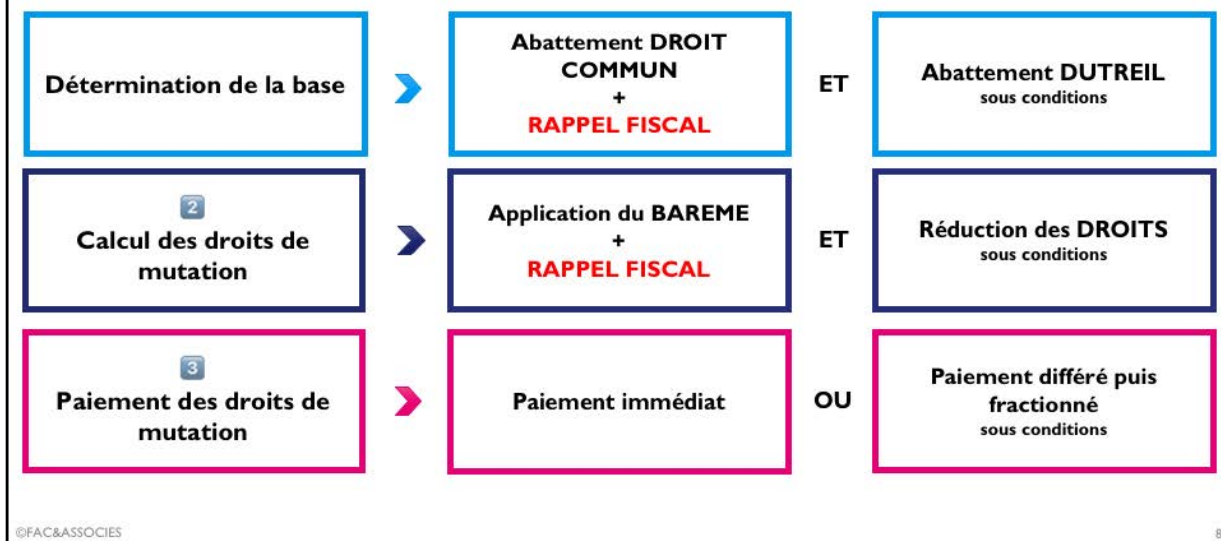 Détermination de la base
Abattement DROIT
COMMUN
+
RAPPEL FISCAL
ET
Abattement DUTREIL
sous conditions
2
Calcul des droits de
mutation
Application du BAREME
+
RAPPEL FISCAL
ET
Réduction des DROITS
sous conditions
3
Paiement des droits de
mutation
Paiement immédiat
OU
Paiement différé puis
fractionné
sous conditions
©FAC&ASSOCIES
8